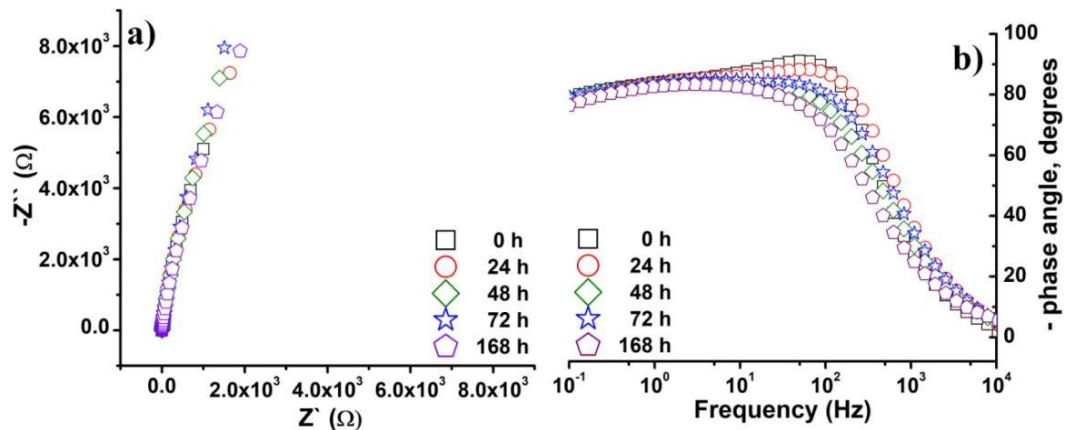 a)
8.0x10³
6.0x10³
4.0x10³
2.0x10³
0.0
-Z`` (Ω)
0.0 2.0x10³ 4.0x10³ 6.0x10³ 8.0x10³
Z` (Ω)
0 h
24 h
48 h
72 h
168 h
b)
0 h
24 h
48 h
72 h
168 h
100
80
60
40
20
0
- phase angle, degrees
10⁻¹ 10⁰ 10¹ 10² 10³ 10⁴
Frequency (Hz)